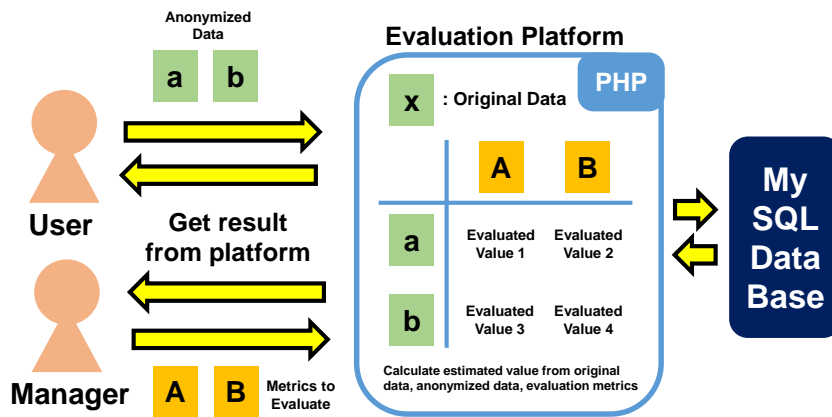 Anonymized
Data
a b
User
Get result
from platform
Manager
A B
Metrics to
Evaluate
Evaluation Platform
PHP
x : Original Data
A B
a
Evaluated
Value 1
Evaluated
Value 2
b
Evaluated
Value 3
Evaluated
Value 4
Calculate estimated value from original
data, anonymized data, evaluation metrics
My
SQL
Data
Base